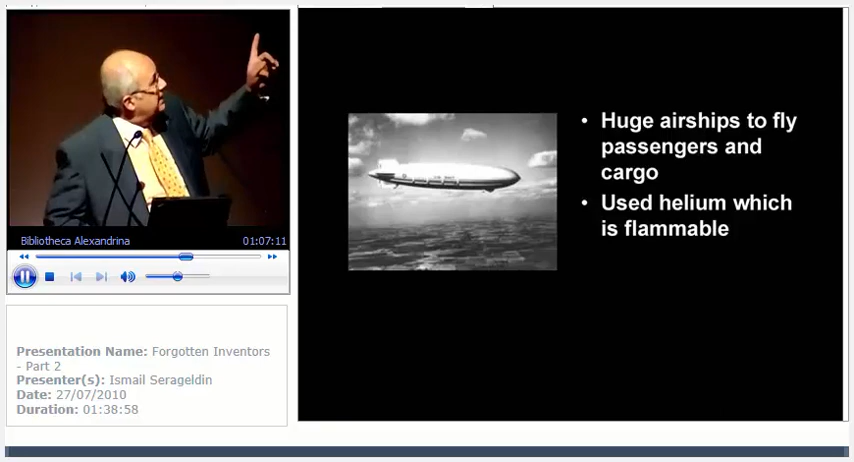 Bibliotheca Alexandrina 01:07:11
Presentation Name: Forgotten Inventors
- Part 2
Presenter(s): Ismail Serageldin
Date: 27/07/2010
Duration: 01:38:58
• Huge airships to fly
passengers and
cargo
• Used helium which
is flammable